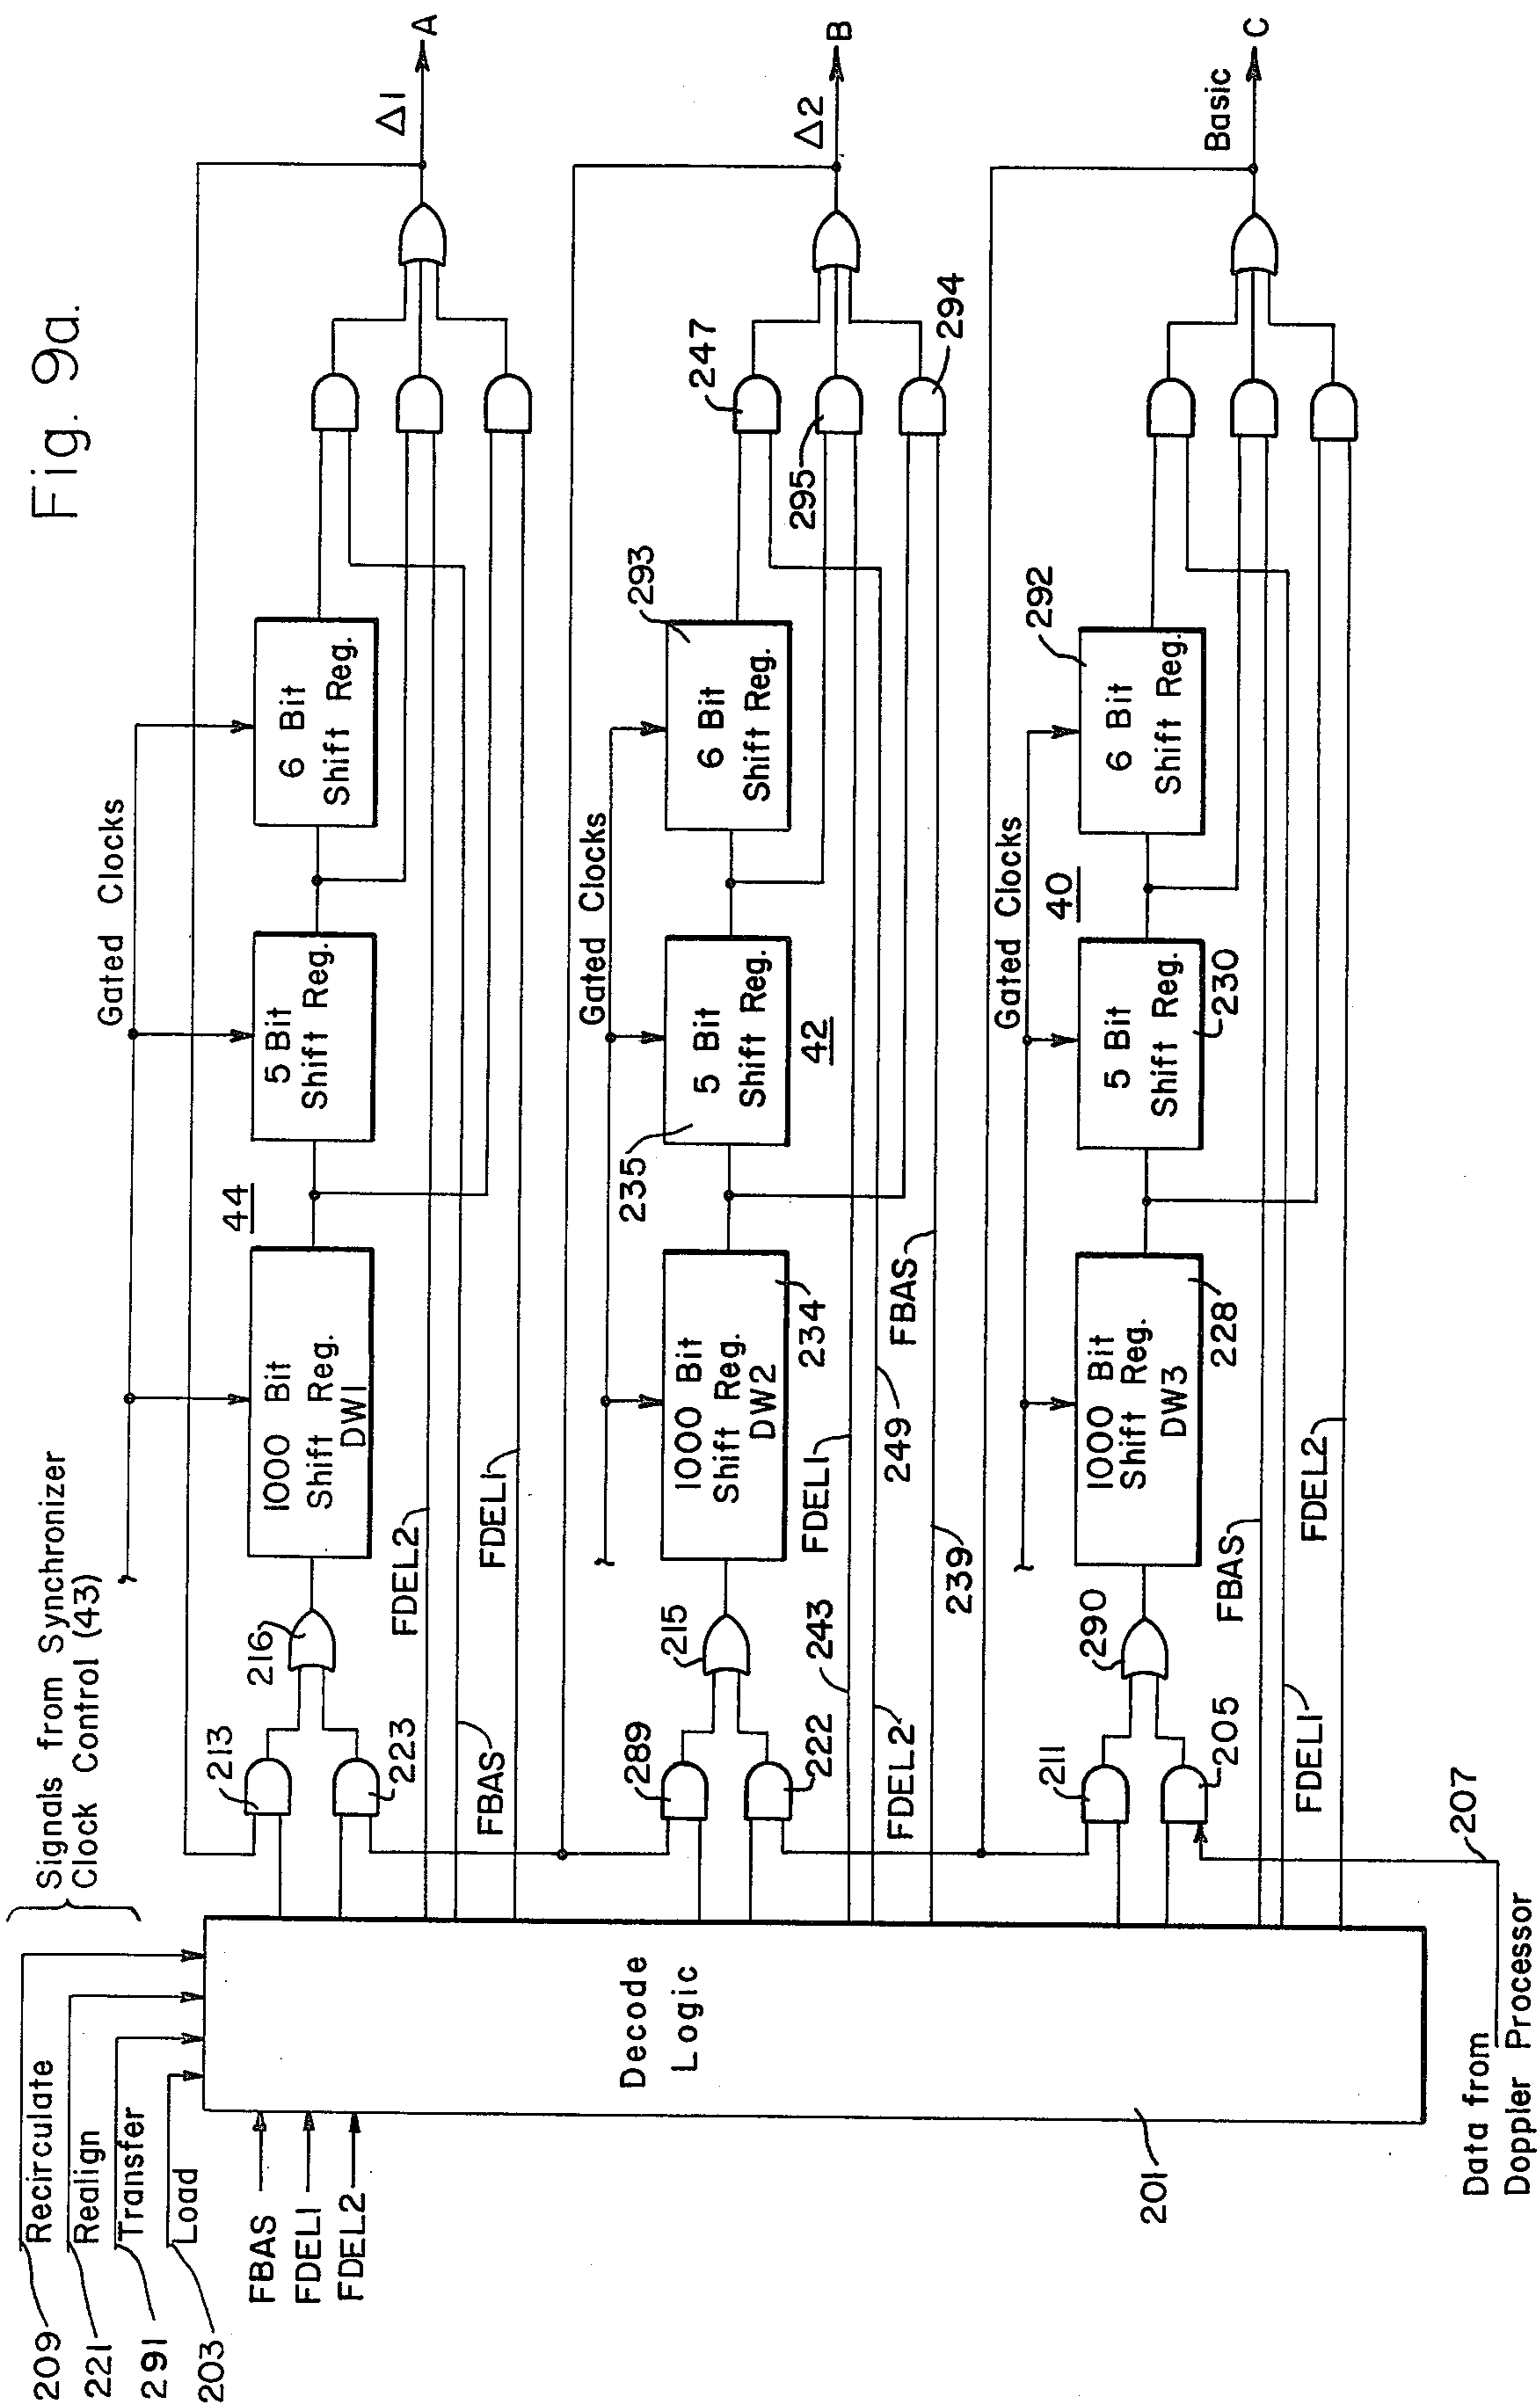 Fig. 9a.
209
Recirculate
221
Realign
291
Transfer
203
Load
Signals from Synchronizer
Clock Control (43)
FBAS
FDEL1
FDEL2
Decode
Logic
201
Data from
Doppler Processor
207
Gated Clocks
213
223
216
1000 Bit
Shift Reg.
DW1
44
5 Bit
Shift Reg.
6 Bit
Shift Reg.
FDEL2
FBAS
FDEL1
Δ1
A
Gated Clocks
289
222
215
1000 Bit
Shift Reg.
DW2
234
235
5 Bit
Shift Reg.
42
6 Bit
Shift Reg.
293
247
295
294
243
FDEL1
FDEL2
249
239
FBAS
Δ2
B
Gated Clocks
211
205
290
1000 Bit
Shift Reg.
DW3
228
5 Bit
Shift Reg.
230
40
6 Bit
Shift Reg.
292
FBAS
FDEL1
FDEL2
Basic
C